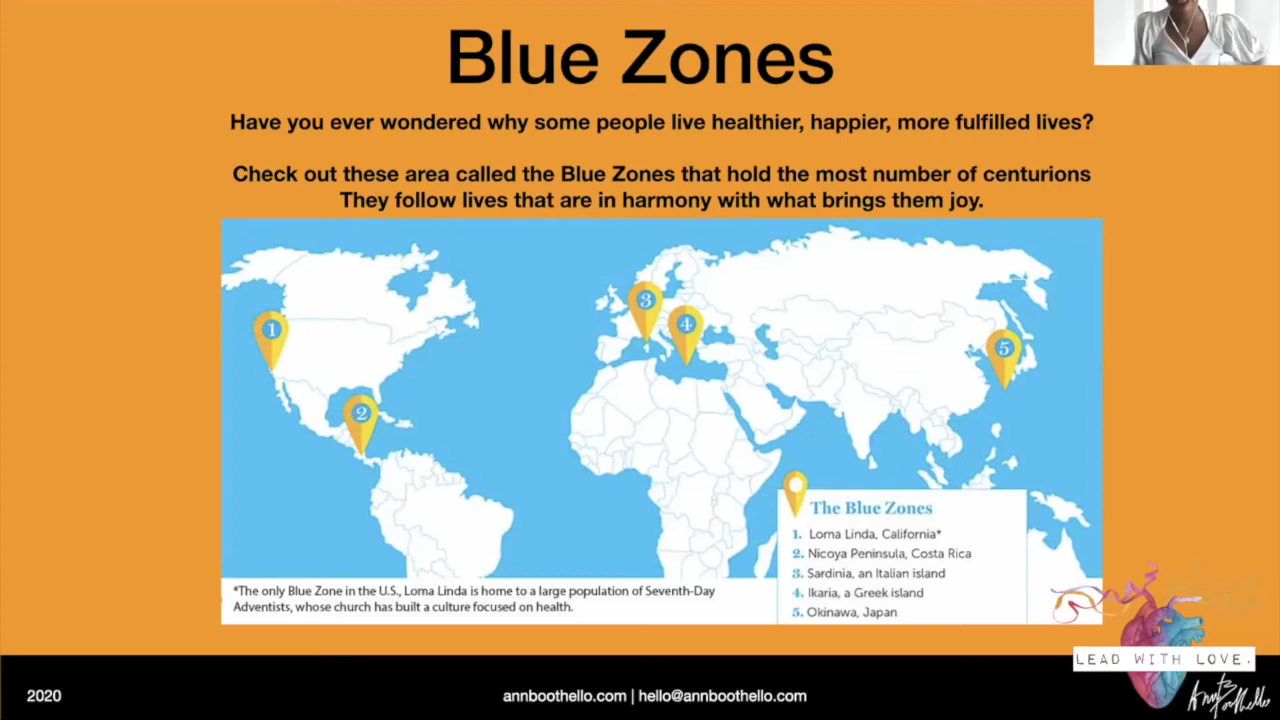 Blue Zones
Have you ever wondered why some people live healthier, happier, more fulfilled lives?
Check out these area called the Blue Zones that hold the most number of centurions
They follow lives that are in harmony with what brings them joy.
1
2
3
4
5
The Blue Zones
1. Loma Linda, California*
2. Nicoya Peninsula, Costa Rica
3. Sardinia, an Italian island
4. Ikaria, a Greek island
5. Okinawa, Japan
*The only Blue Zone in the U.S., Loma Linda is home to a large population of Seventh-Day
Adventists, whose church has built a culture focused on health.
LEAD WITH LOVE.
2020
annboothello.com | hello@annboothello.com